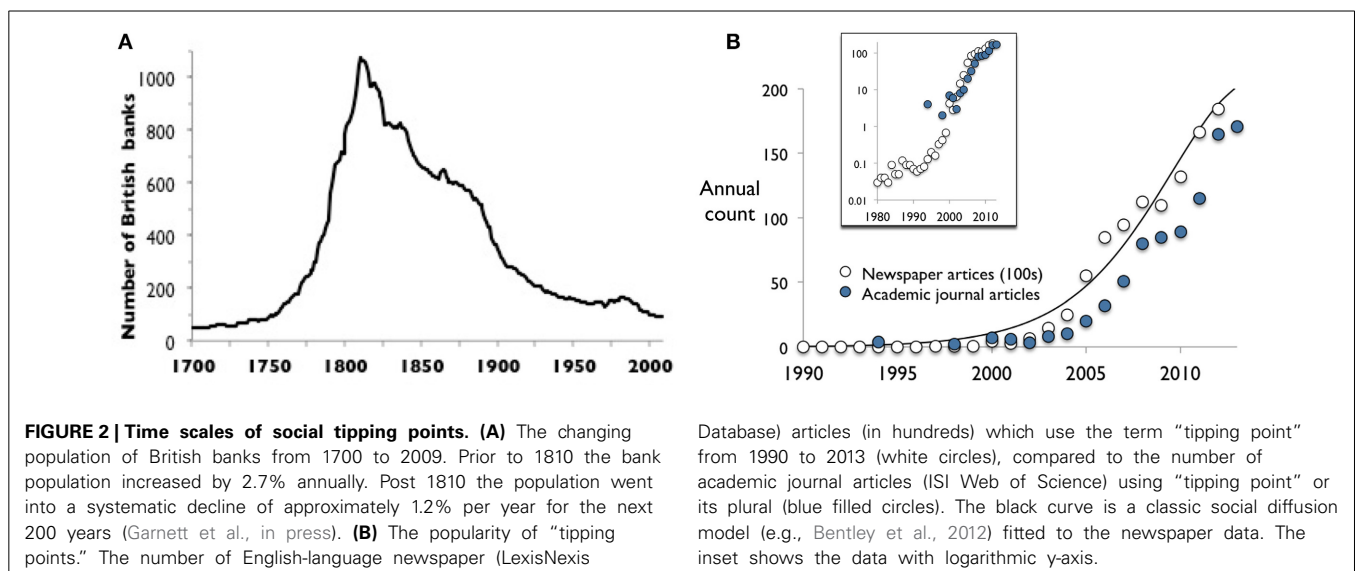 A
Number of British banks
1000
800
600
400
200
0
1700 1750 1800 1850 1900 1950 2000
B
Annual
count
200
150
100
50
0
1990 1995 2000 2005 2010
100
10
1
0.1
0.01
1980 1990 2000 2010
Newspaper artices (100s)
Academic journal articles
FIGURE 2 | Time scales of social tipping points. (A) The changing
population of British banks from 1700 to 2009. Prior to 1810 the bank
population increased by 2.7% annually. Post 1810 the population went
into a systematic decline of approximately 1.2% per year for the next
200 years (Garnett et al., in press). (B) The popularity of “tipping
points.” The number of English-language newspaper (LexisNexis
Database) articles (in hundreds) which use the term “tipping point”
from 1990 to 2013 (white circles), compared to the number of
academic journal articles (ISI Web of Science) using “tipping point” or
its plural (blue filled circles). The black curve is a classic social diffusion
model (e.g., Bentley et al., 2012) fitted to the newspaper data. The
inset shows the data with logarithmic y-axis.